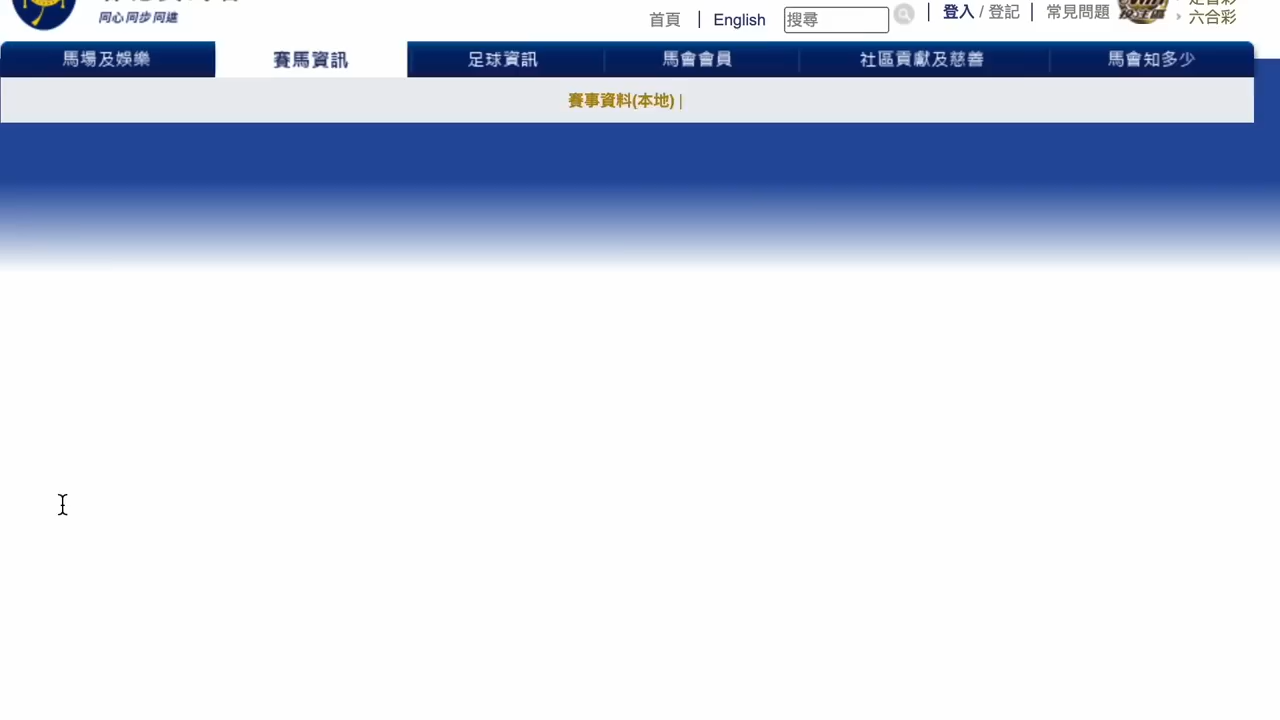 同心同步同進
首頁 | English 搜尋 | 登入 / 登記 | 常見問題
六合彩
馬場及娛樂 賽馬資訊 足球資訊 馬會會員 社區貢獻及慈善 馬會知多少
賽事資料(本地) |